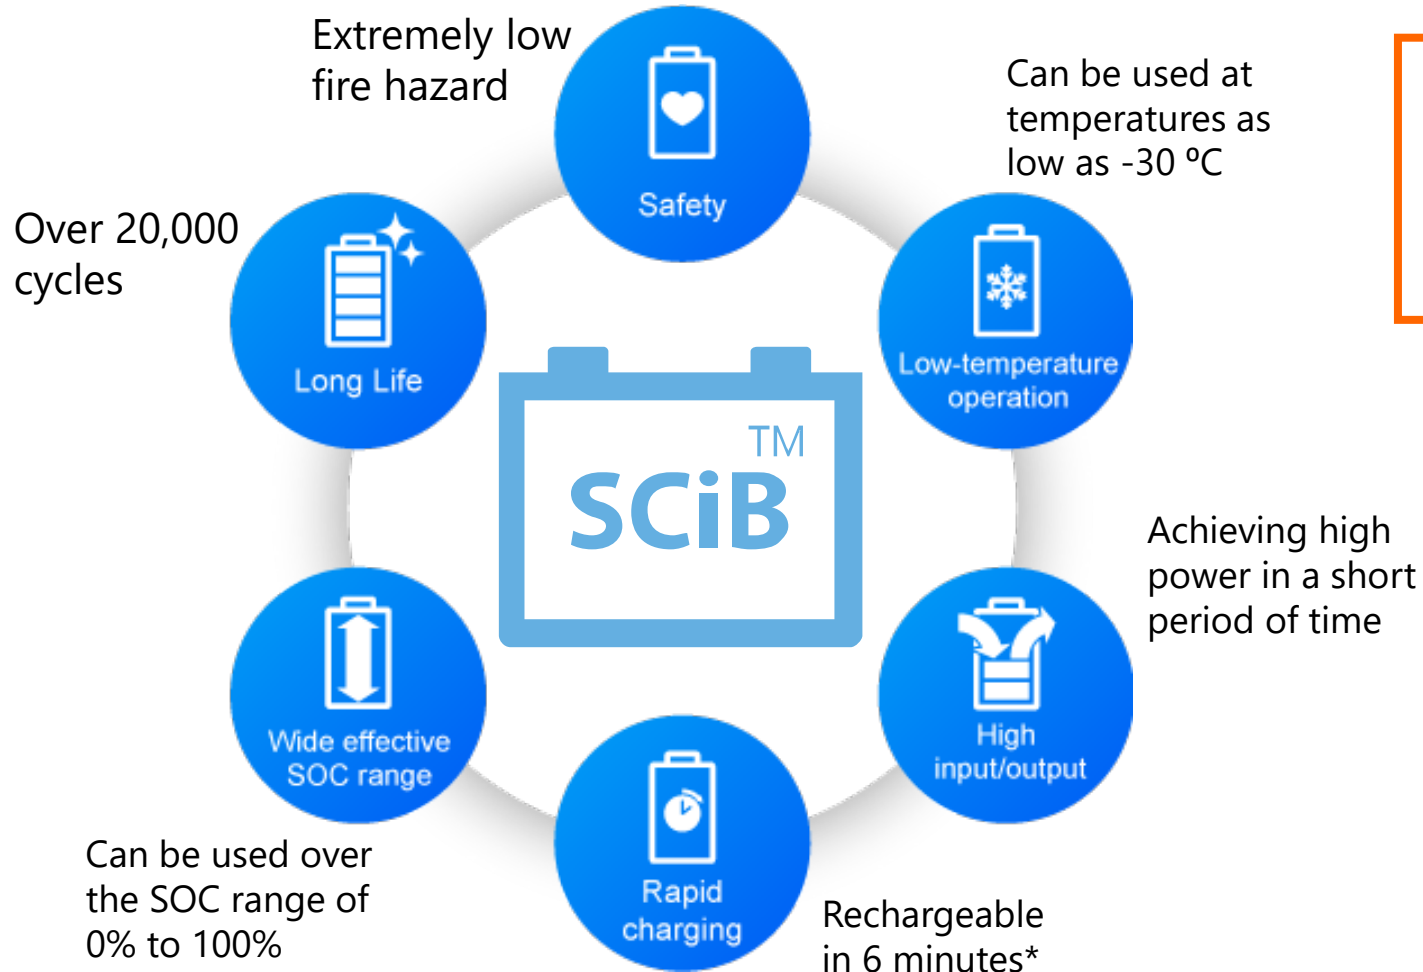 Extremely low
fire hazard
Safety
Can be used at
temperatures as
low as -30 ºC
Low-temperature
operation
Over 20,000
cycles
Long Life
TM
SCiB
Achieving high
power in a short
period of time
High
input/output
Wide effective
SOC range
Can be used over
the SOC range of
0% to 100%
Rapid
charging
Rechargeable
in 6 minutes*